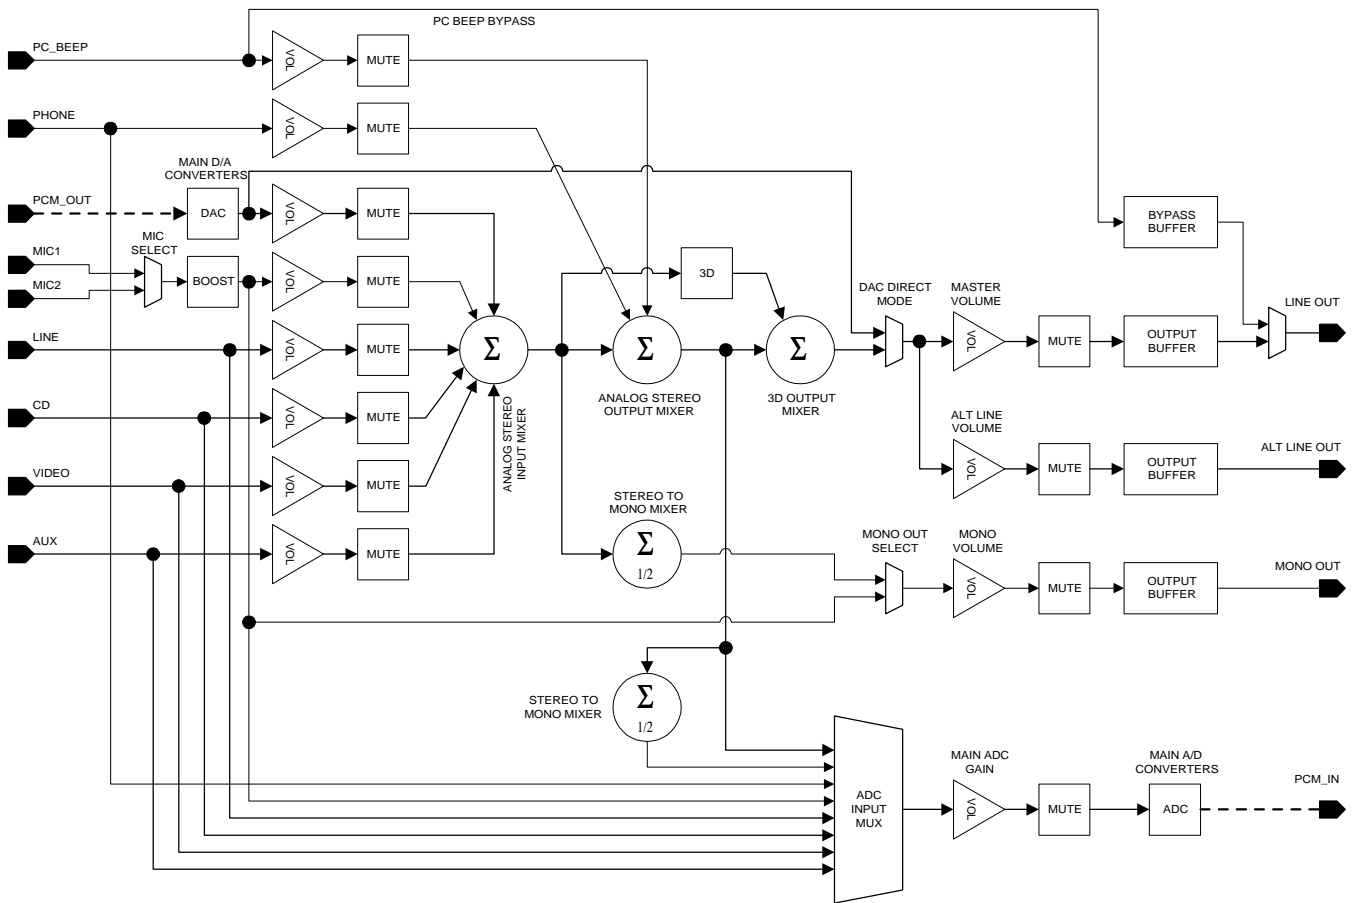 PC BEEP BYPASS
PC_BEEP
VOL
MUTE
PHONE
VOL
MUTE
MAIN D/A
CONVERTERS
PCM_OUT
DAC
VOL
MUTE
BYPASS
BUFFER
MIC1
MIC
SELECT
MIC2
BOOST
VOL
MUTE
3D
DAC DIRECT
MODE
MASTER
VOLUME
LINE OUT
LINE
VOL
MUTE
Σ
ANALOG STEREO
INPUT MIXER
Σ
ANALOG STEREO
OUTPUT MIXER
Σ
3D OUTPUT
MIXER
VOL
MUTE
OUTPUT
BUFFER
CD
VOL
MUTE
ALT LINE
VOLUME
ALT LINE OUT
VOL
MUTE
OUTPUT
BUFFER
VIDEO
VOL
MUTE
STEREO TO
MONO MIXER
Σ
1/2
AUX
VOL
MUTE
MONO OUT
SELECT
MONO
VOLUME
MONO OUT
VOL
MUTE
OUTPUT
BUFFER
STEREO TO
MONO MIXER
Σ
1/2
ADC
INPUT
MUX
MAIN ADC
GAIN
VOL
MUTE
MAIN A/D
CONVERTERS
ADC
PCM_IN